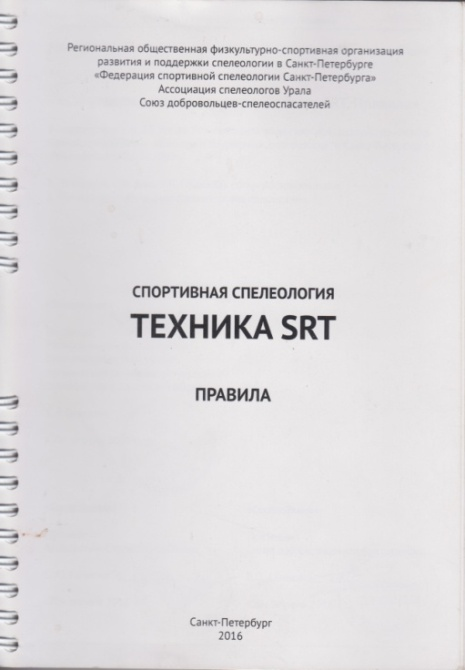 Региональная общественная физкультурно-спортивная организация
развития и поддержки спелеологии в Санкт-Петербурге
«Федерация спортивной спелеологии Санкт-Петербурга»
Ассоциация спелеологов Урала
Союз добровольцев-спелеоспасателей
СПОРТИВНАЯ СПЕЛЕОЛОГИЯ
ТЕХНИКА SRT
ПРАВИЛА
Санкт-Петербург
2016